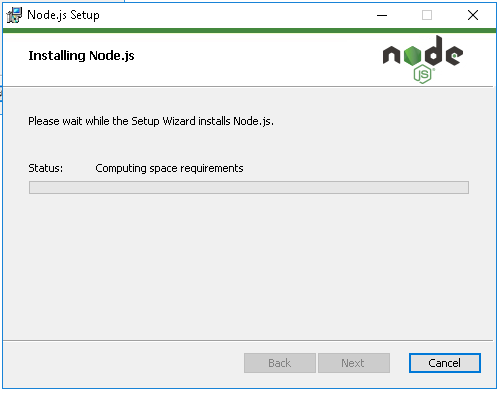 Node.js Setup
Installing Node.js
node
JS
Please wait while the Setup Wizard installs Node.js.
Status: Computing space requirements
Back Next Cancel